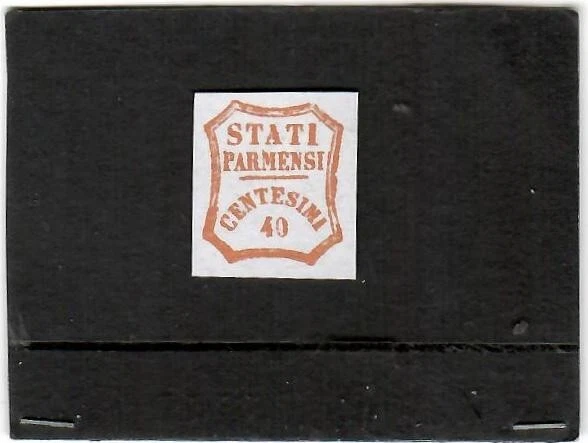 STATI
PARMENSI
CENTESIMI
40